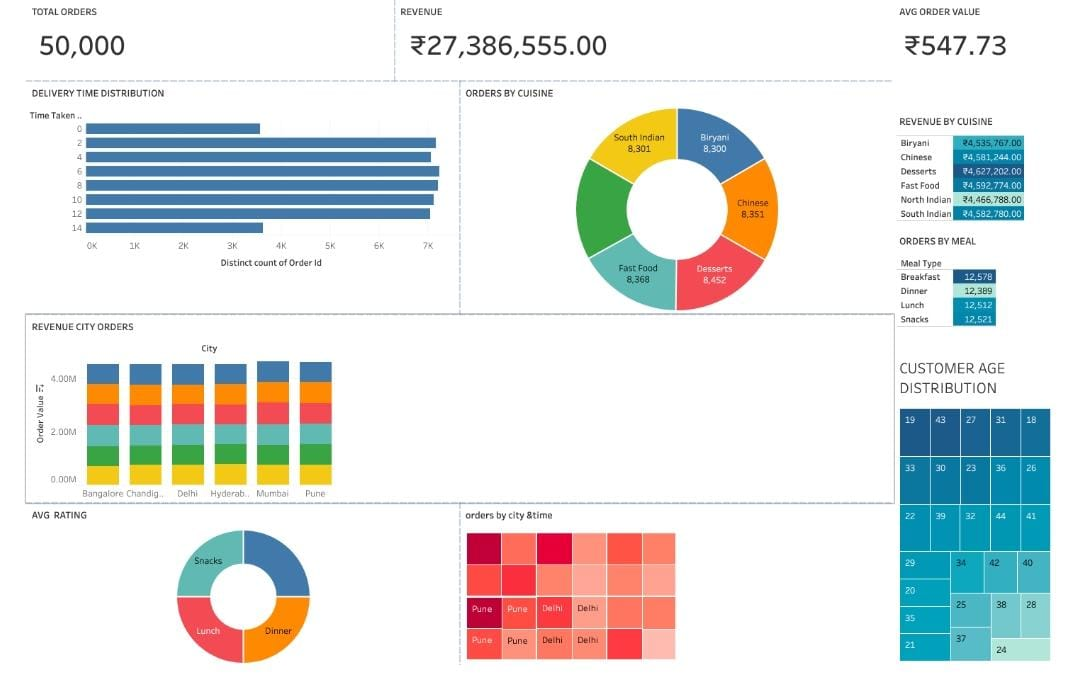 TOTAL ORDERS
50,000
REVENUE
₹27,386,555.00
AVG ORDER VALUE
₹547.73
DELIVERY TIME DISTRIBUTION
Time Taken ..
0
2
4
6
8
10
12
14
0K 1K 2K 3K 4K 5K 6K 7K
Distinct count of Order Id
ORDERS BY CUISINE
South Indian
8,301
Biryani
8,300
Chinese
8,351
Fast Food
8,368
Desserts
8,452
REVENUE BY CUISINE
Biryani ₹4,535,767.00
Chinese ₹4,581,244.00
Desserts ₹4,627,202.00
Fast Food ₹4,592,774.00
North Indian ₹4,466,788.00
South Indian ₹4,582,780.00
ORDERS BY MEAL
Meal Type
Breakfast 12,578
Dinner 12,389
Lunch 12,512
Snacks 12,521
REVENUE CITY ORDERS
City
Order Value
4.00M
2.00M
0.00M
Bangalore Chandig.. Delhi Hyderab.. Mumbai Pune
CUSTOMER AGE
DISTRIBUTION
19 43 27 31 18
33 30 23 36 26
22 39 32 44 41
29 34 42 40
20
25 38 28
35
37
21
24
AVG RATING
Snacks
Lunch Dinner
orders by city &time
Pune Pune Delhi Delhi
Pune Pune Delhi Delhi